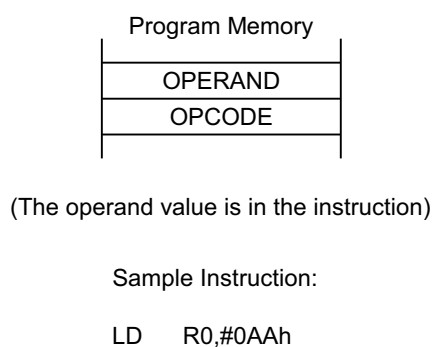 Program Memory
OPERAND
OPCODE
(The operand value is in the instruction)
Sample Instruction:
LD R0,#0AAh